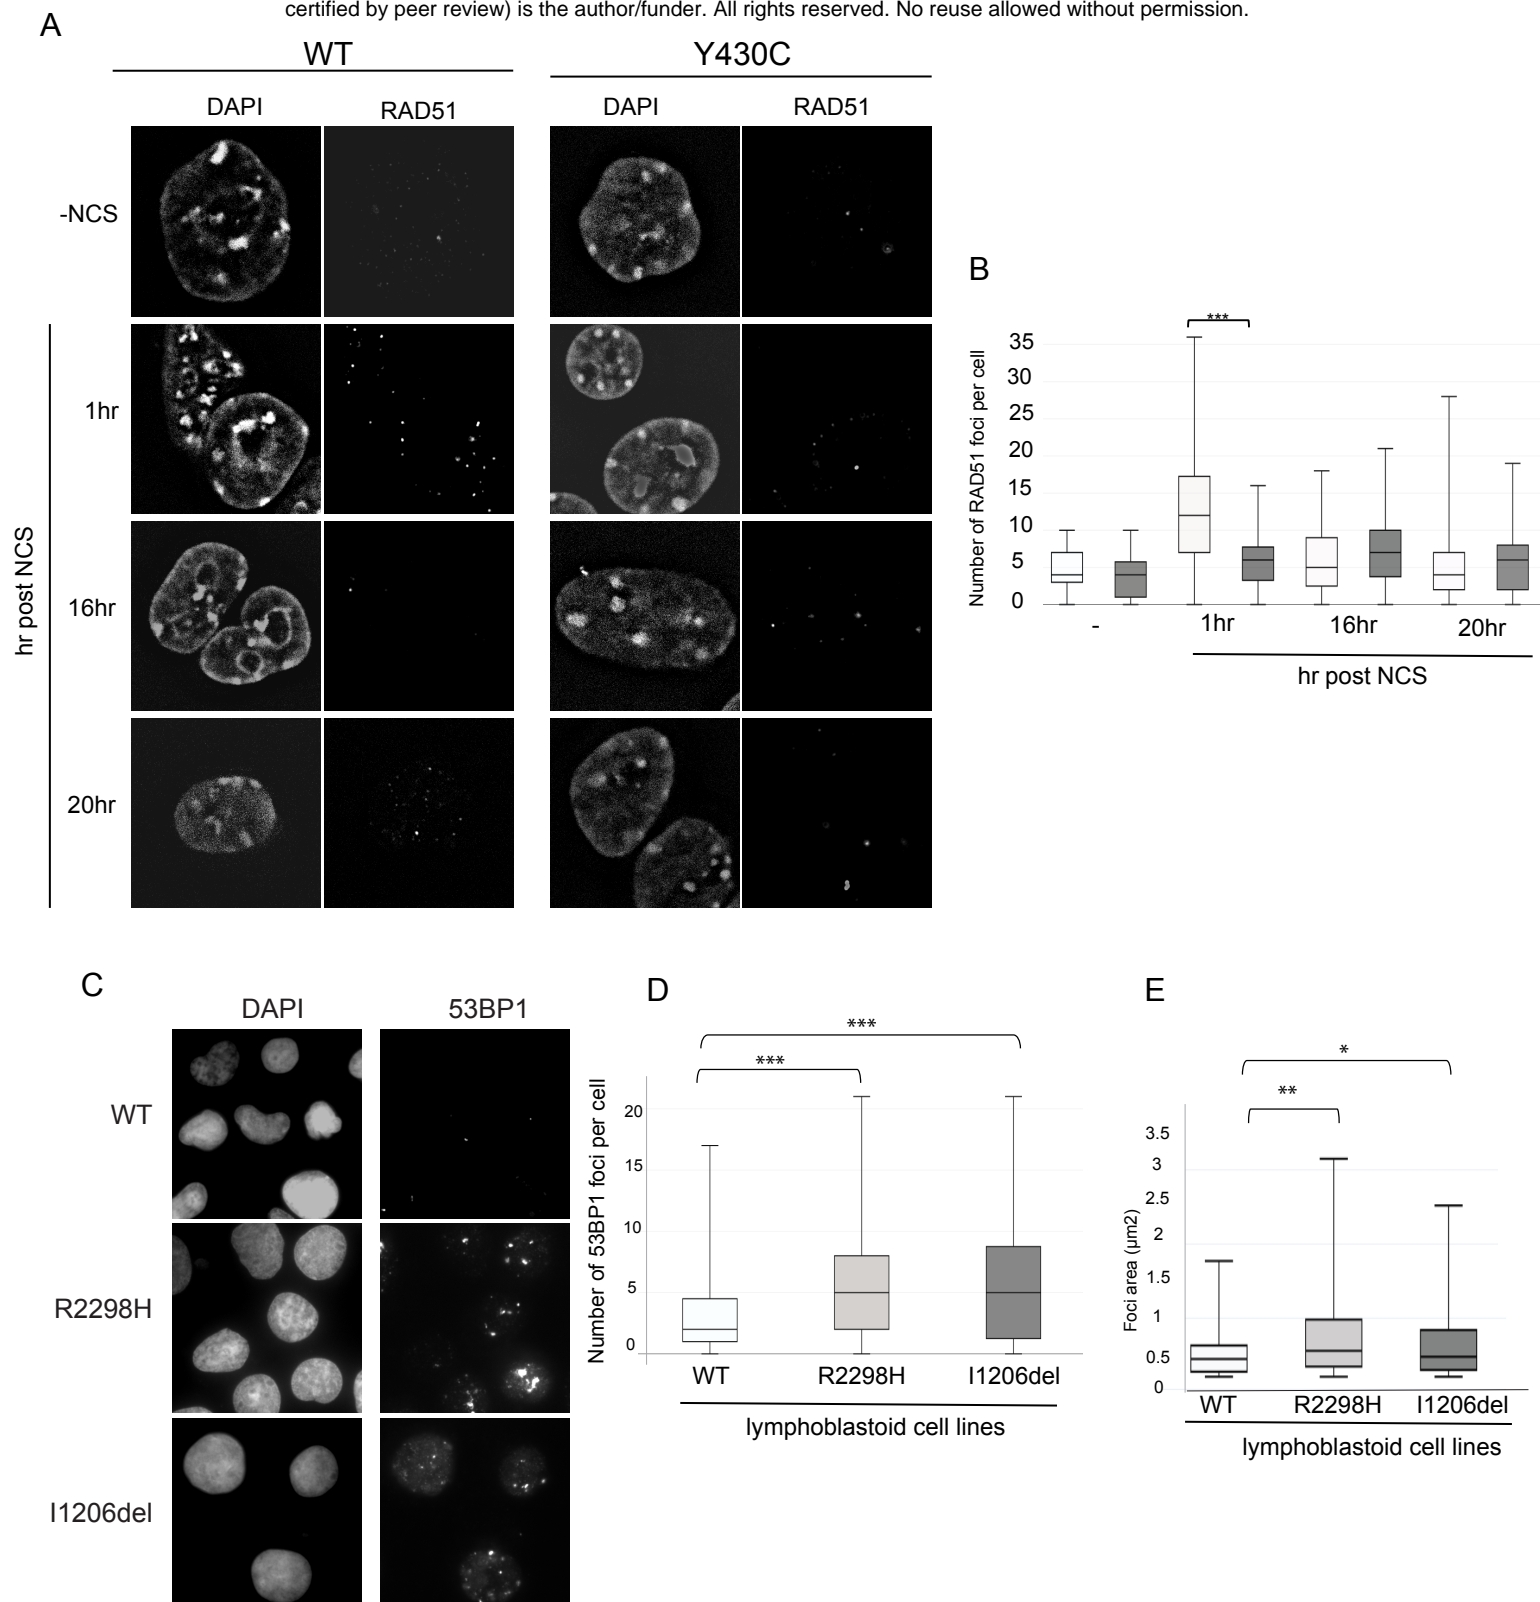 certified by peer review) is the author/funder. All rights reserved. No reuse allowed without permission.
A
WT
Y430C
DAPI
RAD51
DAPI
RAD51
-NCS
1hr
16hr
20hr
hr post NCS
B
***
Number of RAD51 foci per cell
35
30
25
20
15
10
5
0
-
1hr
16hr
20hr
hr post NCS
C
DAPI
53BP1
WT
R2298H
I1206del
D
***
***
Number of 53BP1 foci per cell
20
15
10
5
0
WT
R2298H
I1206del
lymphoblastoid cell lines
E
*
**
Foci area (μm2)
3.5
3
2.5
2
1.5
1
0.5
0
WT
R2298H
I1206del
lymphoblastoid cell lines